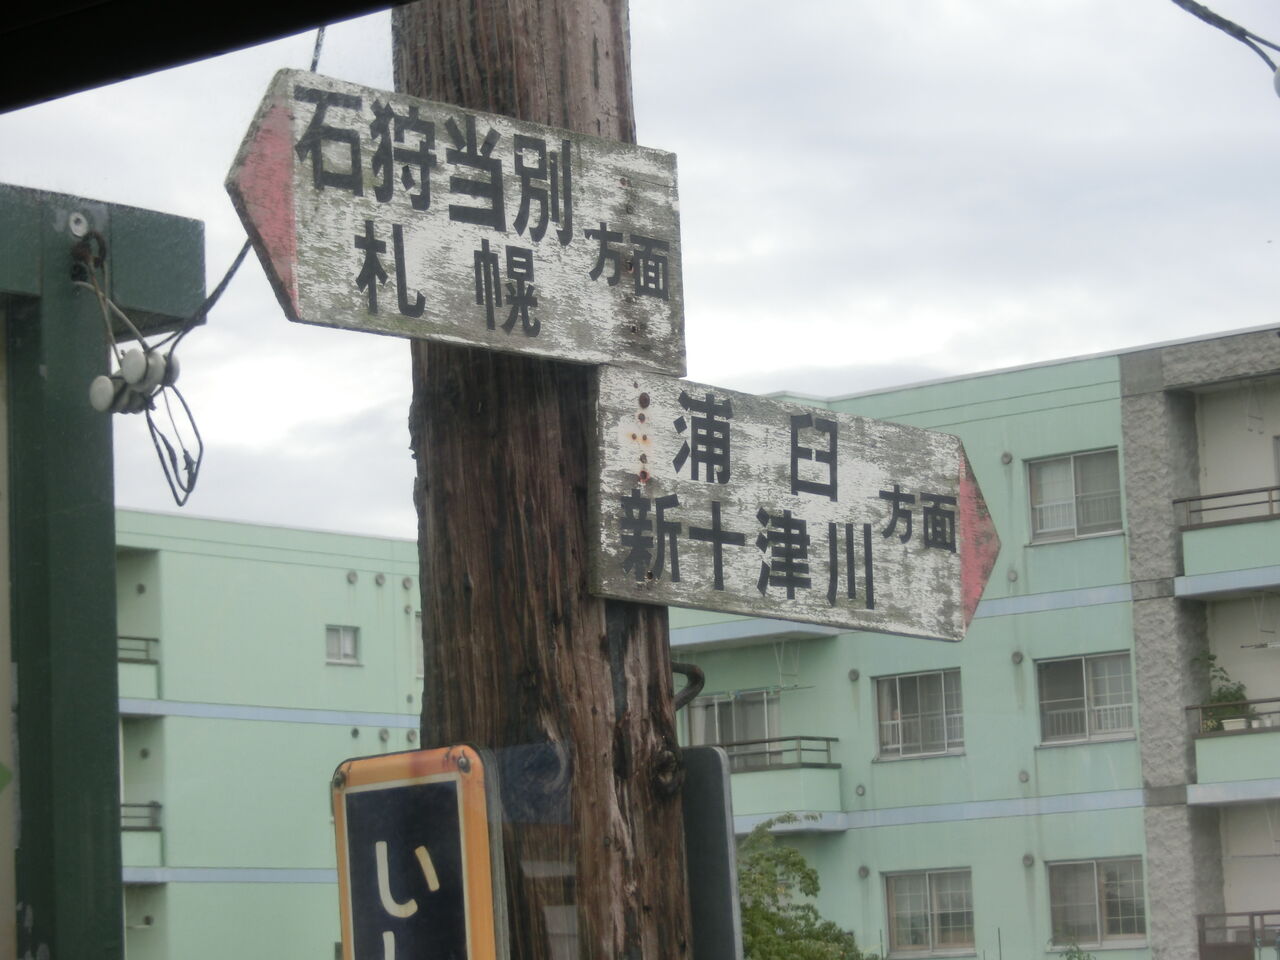 石狩当別
札幌 方面
浦臼
新十津川 方面
い